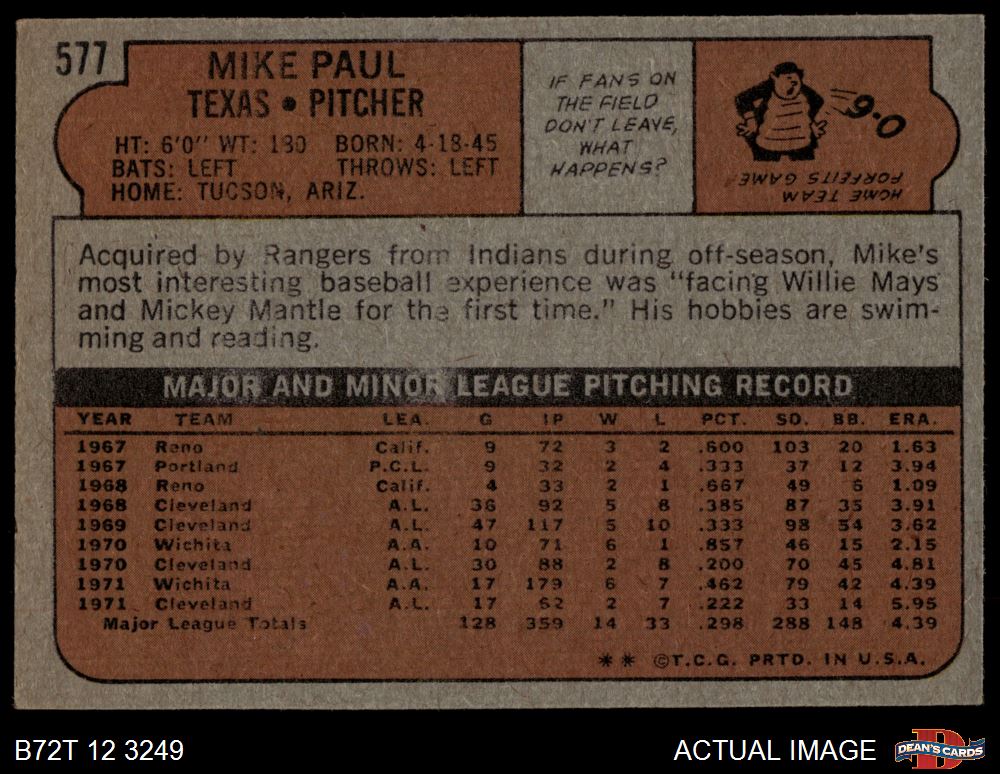 577
MIKE PAUL
TEXAS • PITCHER
HT: 6'0" WT: 180 BORN: 4-18-45
BATS: LEFT THROWS: LEFT
HOME: TUCSON, ARIZ.
IF FANS ON
THE FIELD
DON'T LEAVE,
WHAT
HAPPENS?
HOME TEAM
FORFEITS GAME
9-0
Acquired by Rangers from Indians during off-season, Mike's
most interesting baseball experience was "facing Willie Mays
and Mickey Mantle for the first time." His hobbies are swim-
ming and reading.
MAJOR AND MINOR LEAGUE PITCHING RECORD
YEAR TEAM LEA. G IP W L PCT. SO. BB. ERA.
1967 Reno Calif. 9 72 3 2 .600 103 20 1.63
1967 Portland P.C.L. 9 32 2 4 .333 37 12 3.94
1968 Reno Calif. 4 33 2 1 .667 49 6 1.09
1968 Cleveland A.L. 36 92 5 8 .385 87 35 3.91
1969 Cleveland A.L. 47 117 5 10 .333 98 54 3.62
1970 Wichita A.A. 10 71 6 1 .857 46 15 2.15
1970 Cleveland A.L. 30 88 2 8 .200 70 45 4.81
1971 Wichita A.A. 17 179 6 7 .462 79 42 4.39
1971 Cleveland A.L. 17 62 2 7 .222 33 14 5.95
Major League Totals 128 359 14 33 .298 288 148 4.39
** ©T.C.G. PRTD. IN U.S.A.
B72T 12 3249
ACTUAL IMAGE
DEAN'S CARDS